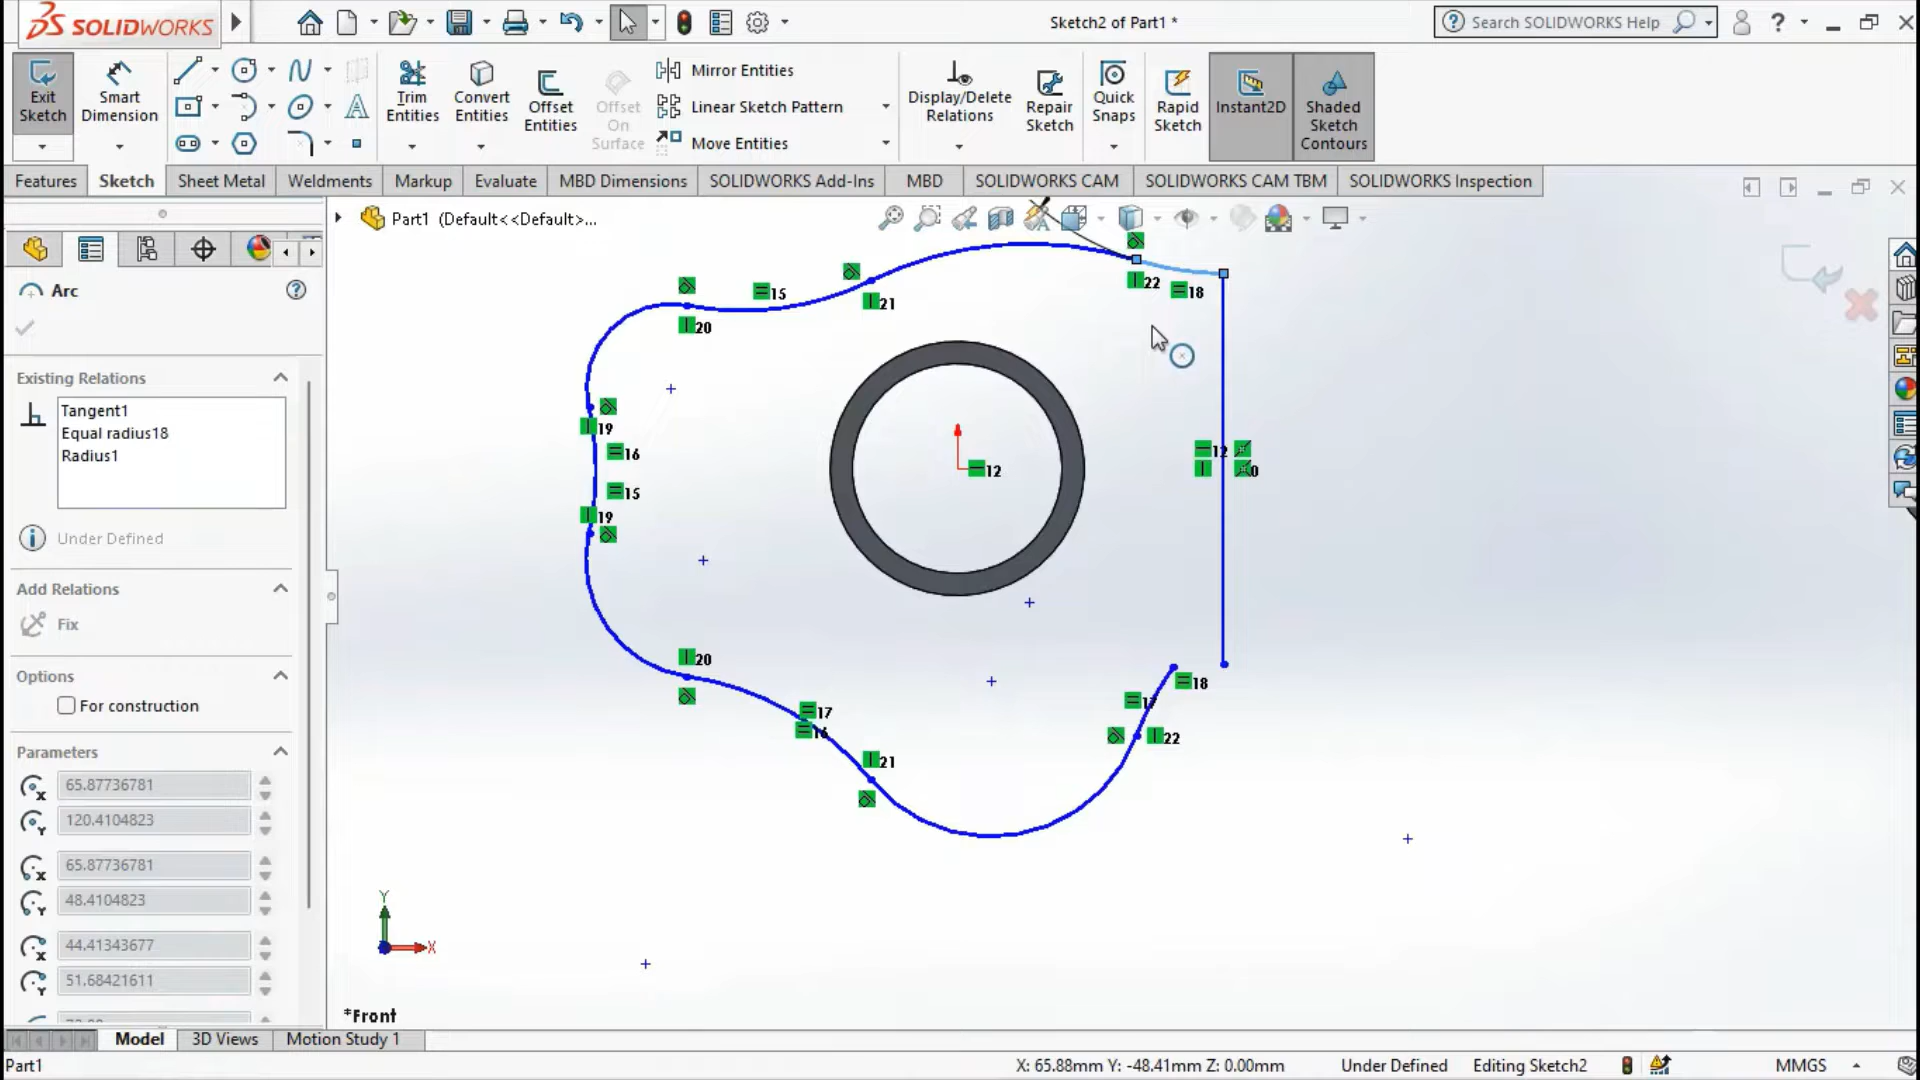 SOLIDWORKS
Sketch2 of Part1 *
Search SOLIDWORKS Help
Exit Sketch
Smart Dimension
Trim Entities
Convert Entities
Offset Entities
Offset On Surface
Mirror Entities
Linear Sketch Pattern
Move Entities
Display/Delete Relations
Repair Sketch
Quick Snaps
Rapid Sketch
Instant2D
Shaded Sketch Contours
Features
Sketch
Sheet Metal
Weldments
Markup
Evaluate
MBD Dimensions
SOLIDWORKS Add-Ins
MBD
SOLIDWORKS CAM
SOLIDWORKS CAM TBM
SOLIDWORKS Inspection
Part1 (Default<<Default>...
Arc
Existing Relations
Tangent1
Equal radius18
Radius1
Under Defined
Add Relations
Fix
Options
For construction
Parameters
65.87736781
120.4104823
65.87736781
48.4104823
44.41343677
51.68421611
15
22
18
21
20
19
16
15
19
12
12
0
20
18
17
17
16
22
21
Y
X
*Front
Model
3D Views
Motion Study 1
Part1
X: 65.88mm Y: -48.41mm Z: 0.00mm
Under Defined
Editing Sketch2
MMGS